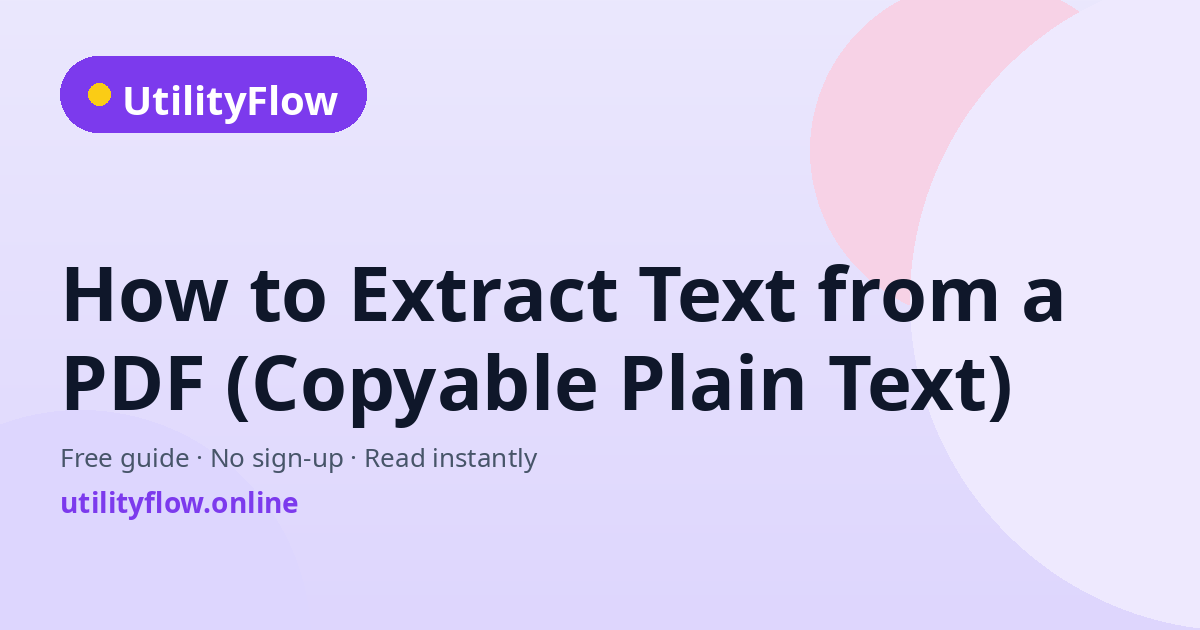 UtilityFlow
How to Extract Text from a
PDF (Copyable Plain Text)
Free guide · No sign-up · Read instantly
utilityflow.online